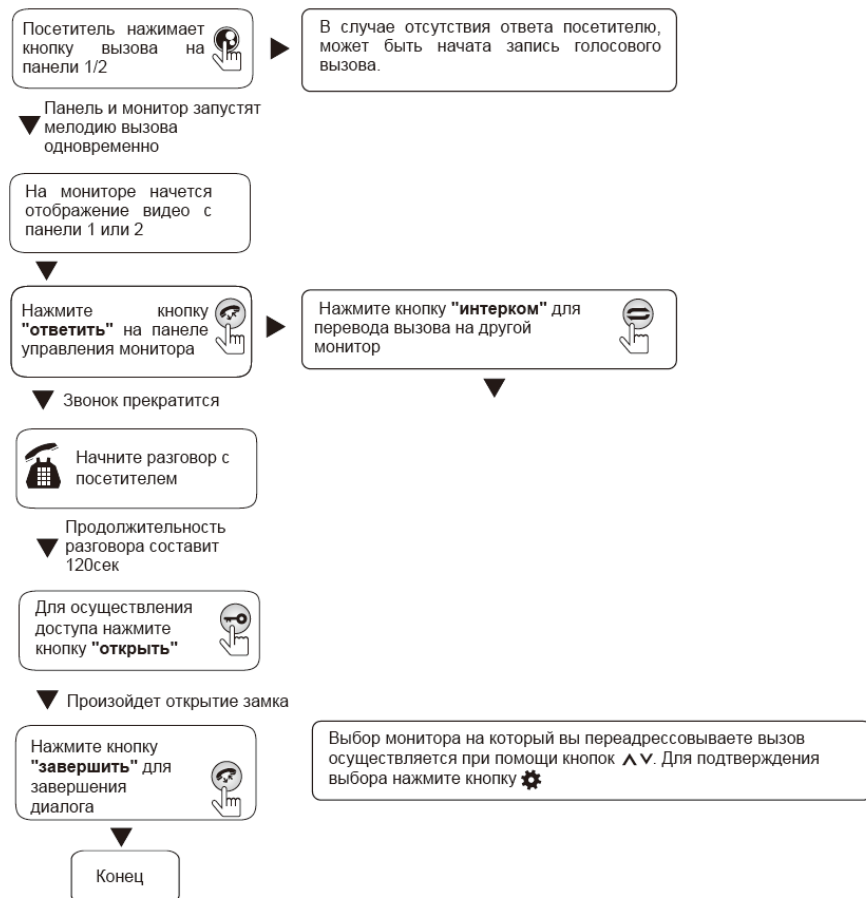 Посетитель нажимает
кнопку вызова на
панели 1/2
В случае отсутствия ответа посетителю,
может быть начата запись голосового
вызова.
Панель и монитор запустят
мелодию вызова
одновременно
На мониторе начется
отображение видео с
панели 1 или 2
Нажмите кнопку
"ответить" на панеле
управления монитора
Нажмите кнопку "интерком" для
перевода вызова на другой
монитор
Звонок прекратится
Начните разговор с
посетителем
Продолжительность
разговора составит
120сек
Для осуществления
доступа нажмите
кнопку "открыть"
Произойдет открытие замка
Нажмите кнопку
"завершить" для
завершения
диалога
Выбор монитора на который вы переадрессовываете вызов
осуществляется при помощи кнопок . Для подтверждения
выбора нажмите кнопку
Конец